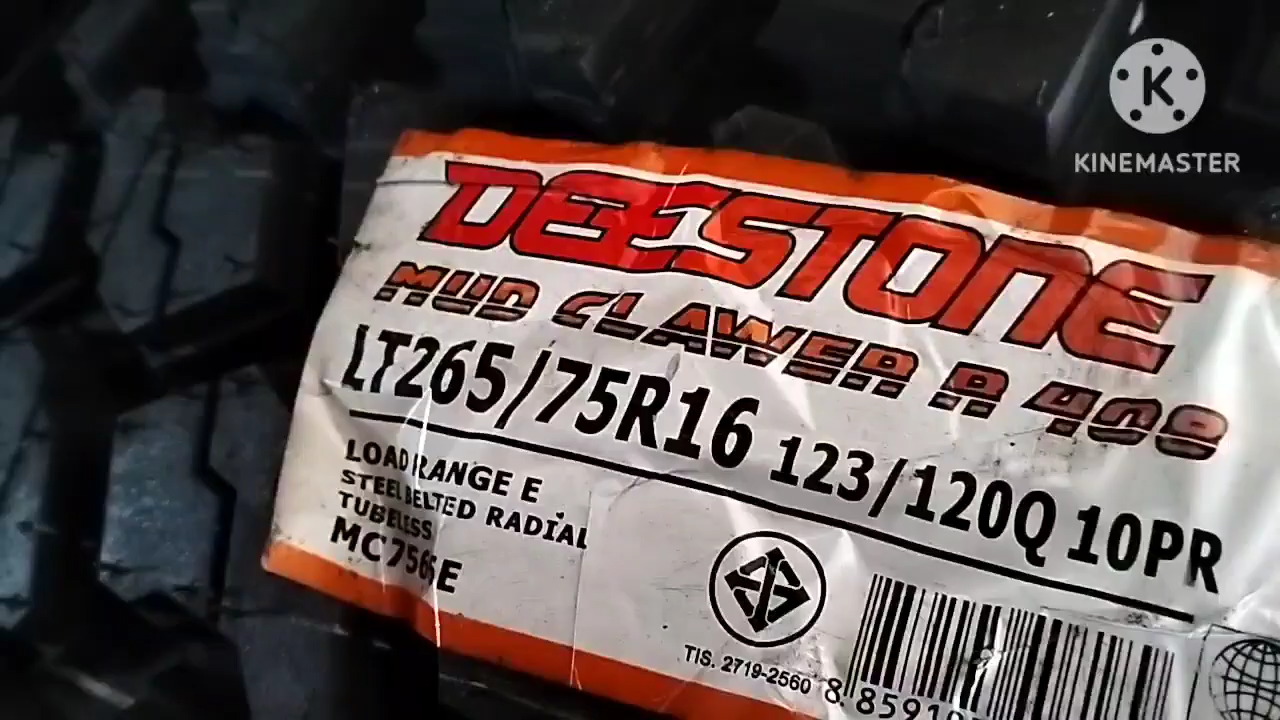 KINEMASTER
DEESTONE
MUD CLAWER R 408
LT265/75R16 123/120Q 10PR
LOAD RANGE E
STEEL BELTED RADIAL
TUBELESS
TIS. 2719-2560